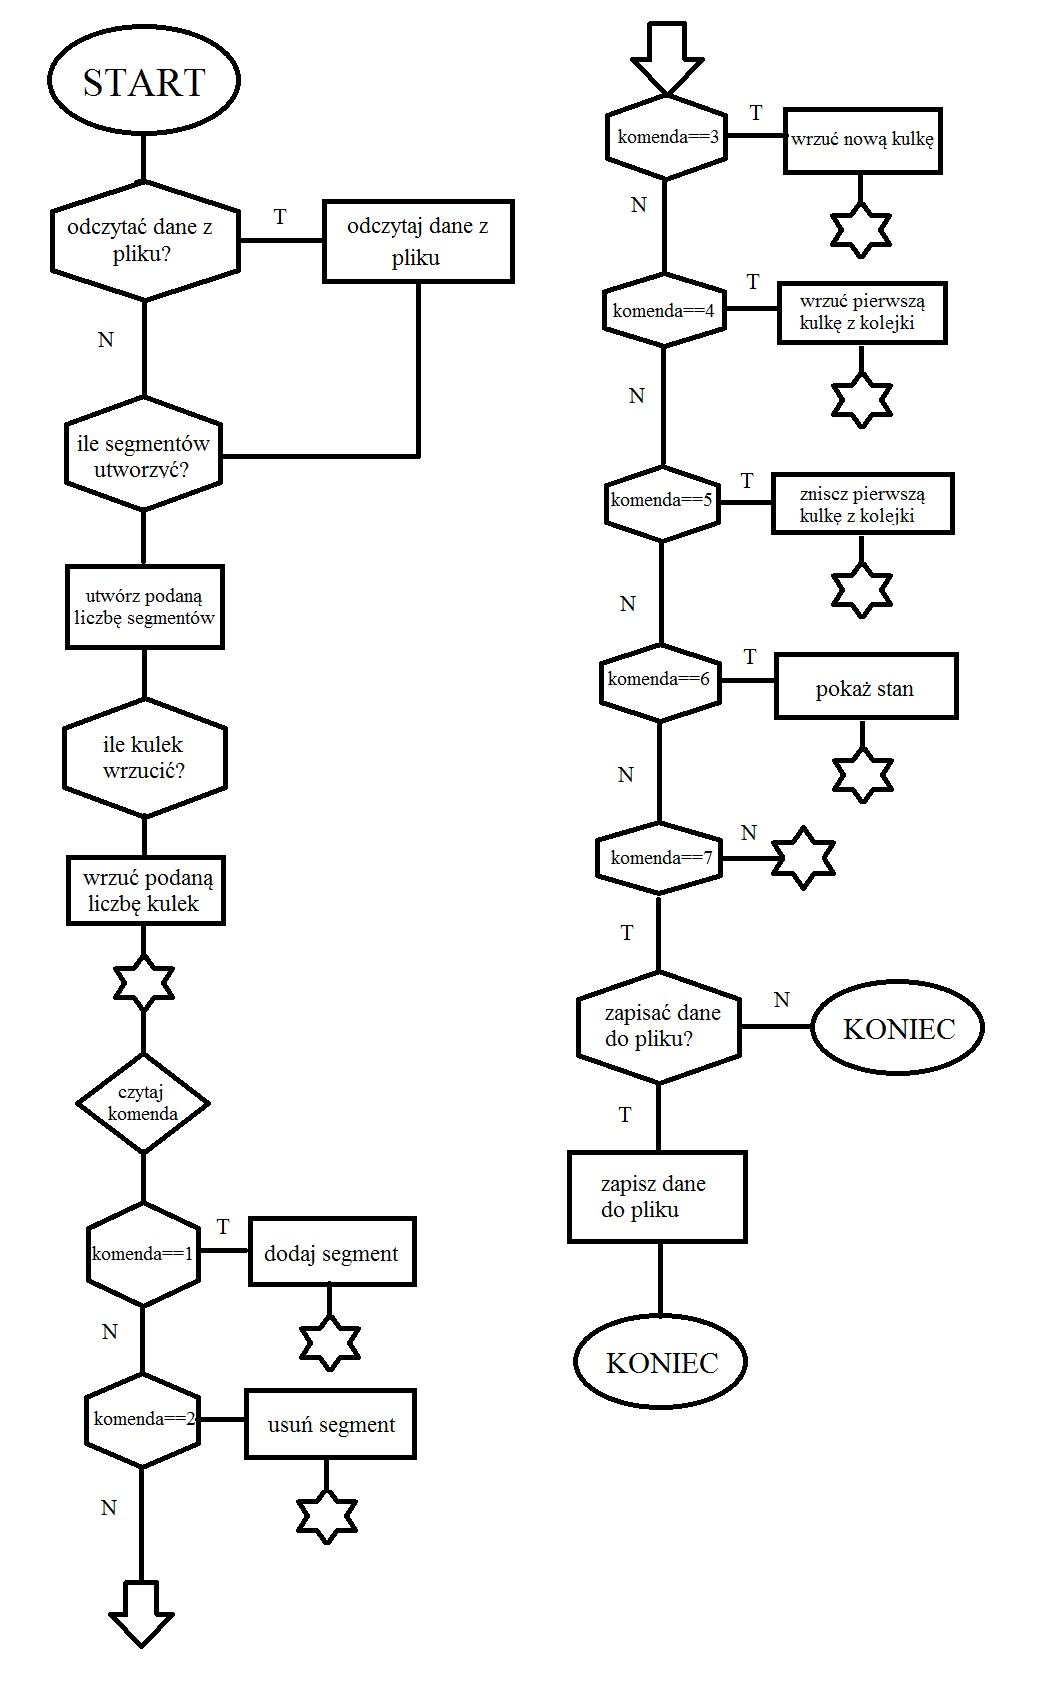 START
odczytać dane z
pliku?
T
odczytaj dane z
pliku
N
ile segmentów
utworzyć?
utwórz podaną
liczbę segmentów
ile kulek
wrzucić?
wrzuć podaną
liczbę kulek
czytaj
komenda
komenda==1
T
dodaj segment
N
komenda==2
usuń segment
N
komenda==3
T
wrzuć nową kulkę
N
komenda==4
T
wrzuć pierwszą
kulkę z kolejki
N
komenda==5
T
zniscz pierwszą
kulkę z kolejki
N
komenda==6
T
pokaż stan
N
komenda==7
N
T
zapisać dane
do pliku?
N
KONIEC
T
zapisz dane
do pliku
KONIEC